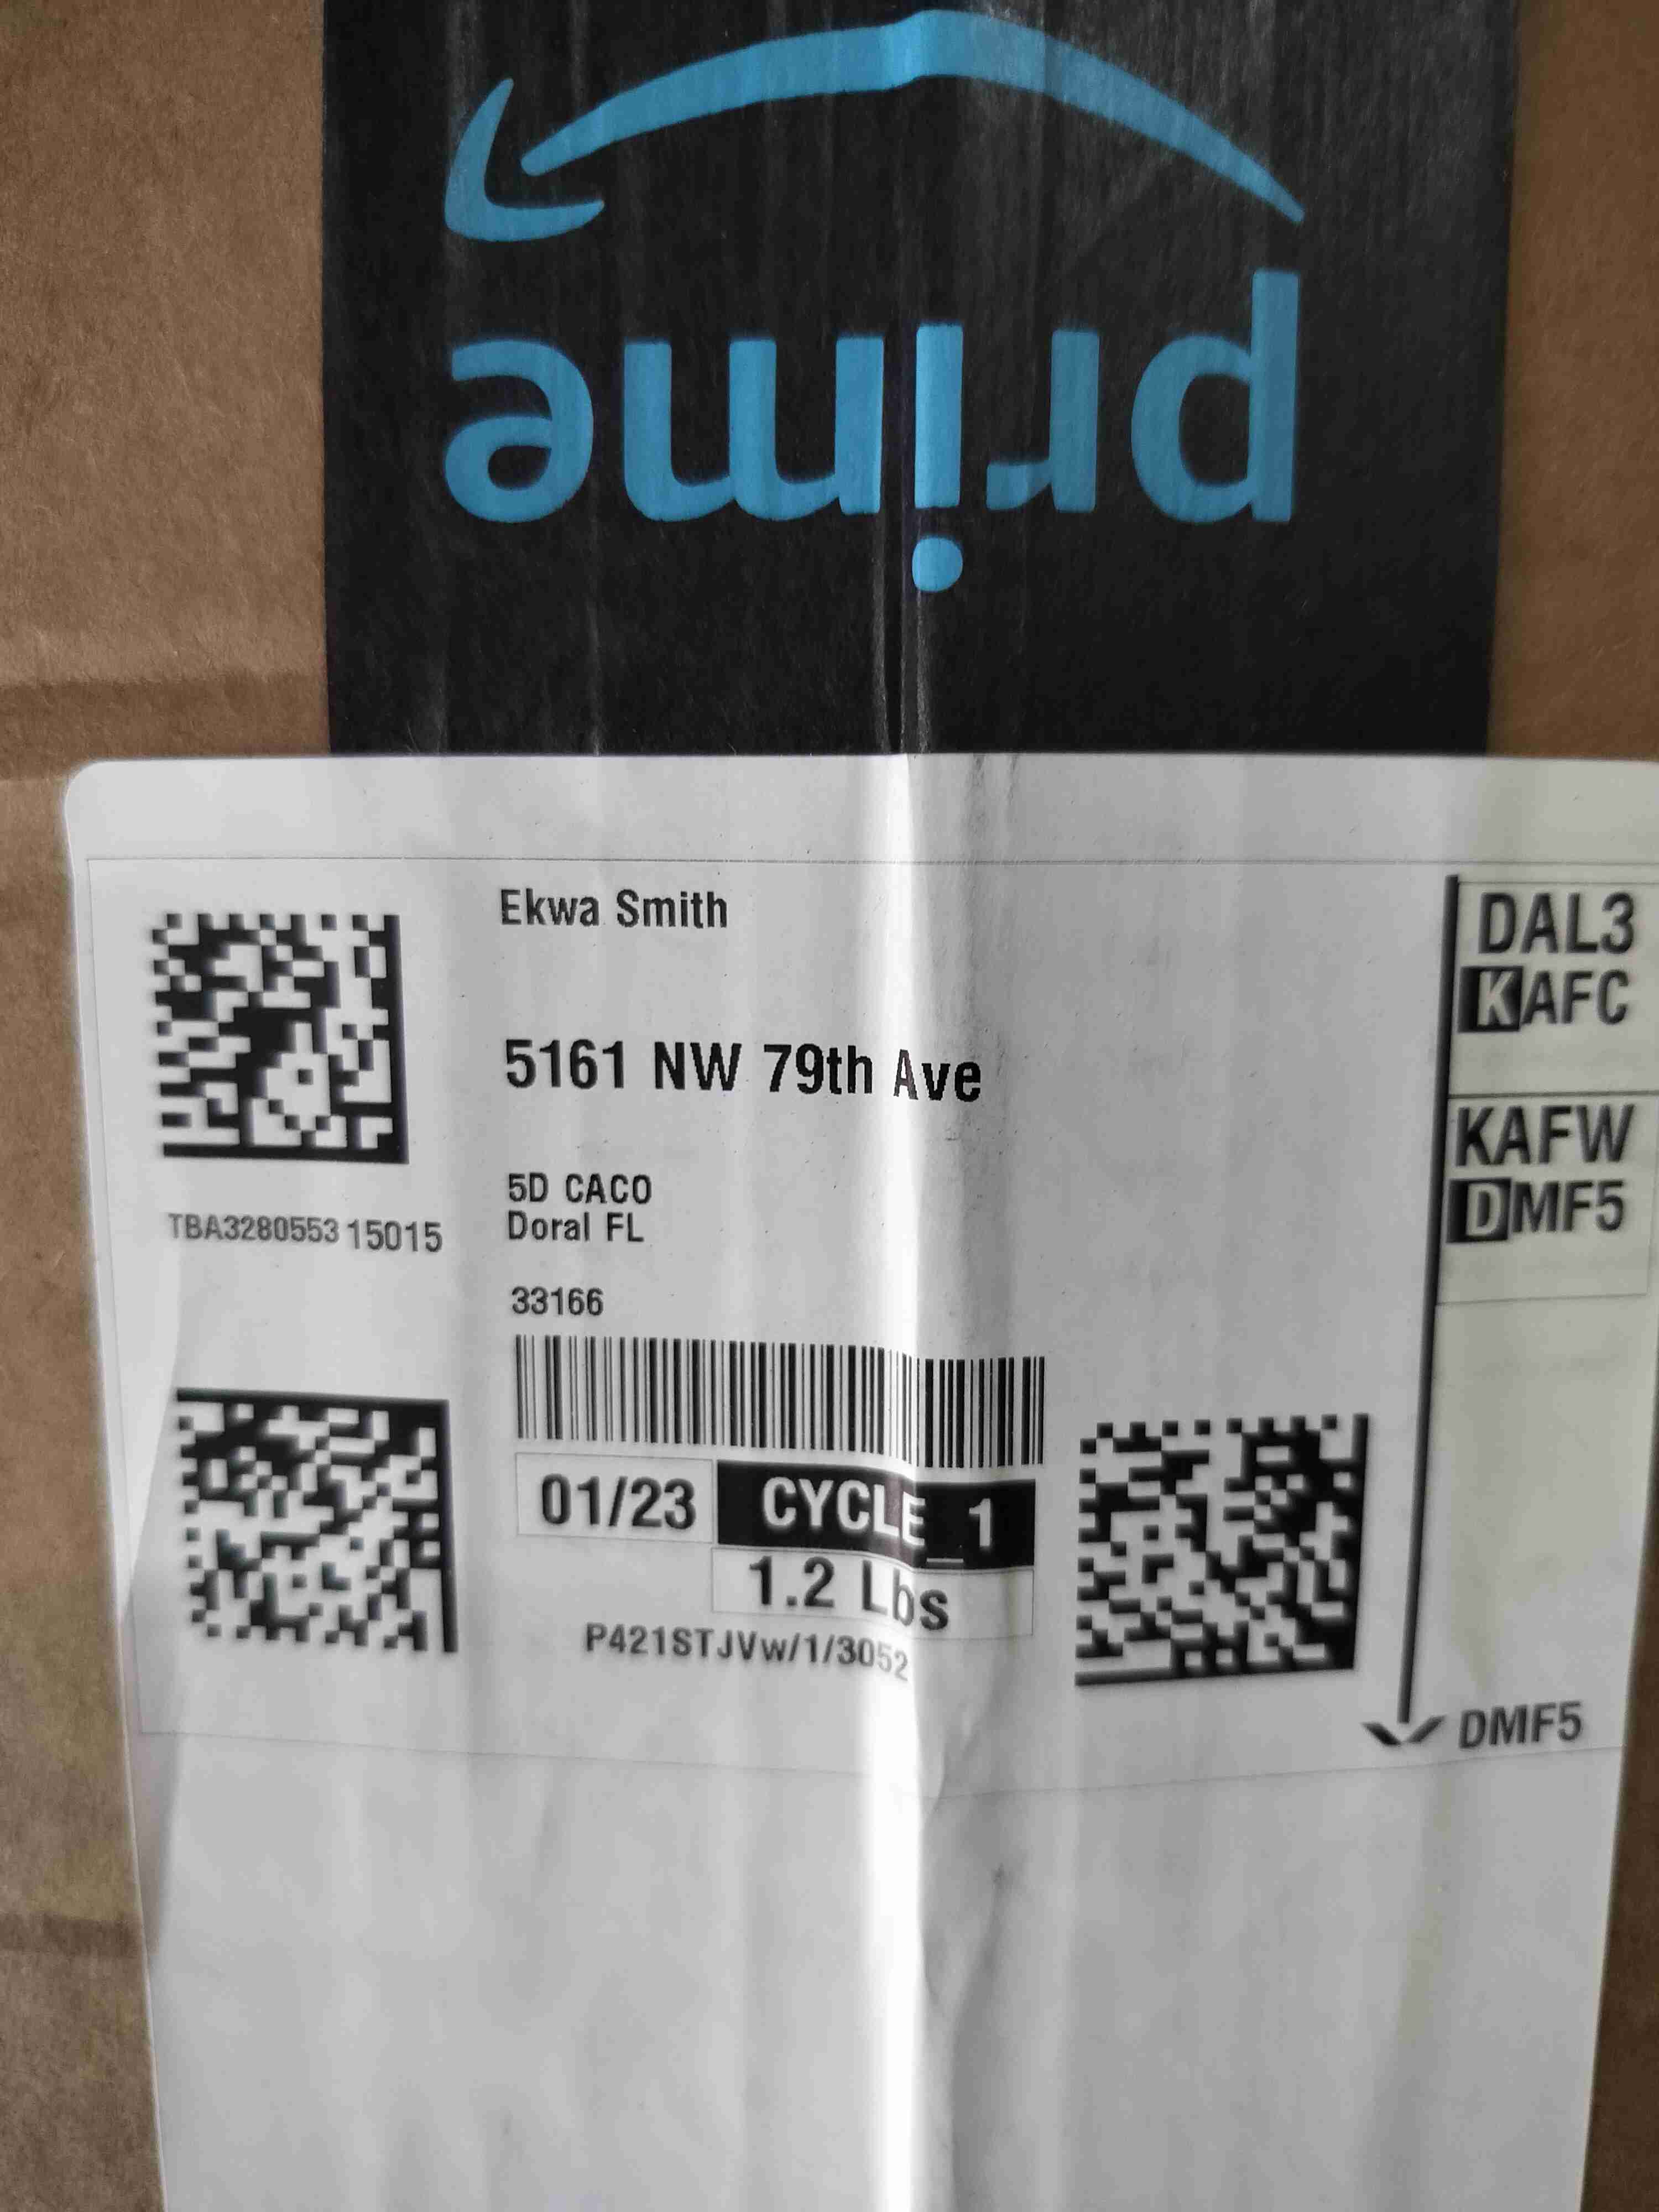 prime
Ekwa Smith
5161 NW 79th Ave
5D CACO
Doral FL
33166
TBA328055315015
01/23
CYCLE_1
1.2 Lbs
P421STJVw/1/3052
DAL3
KAFC
KAFW
DMF5
DMF5